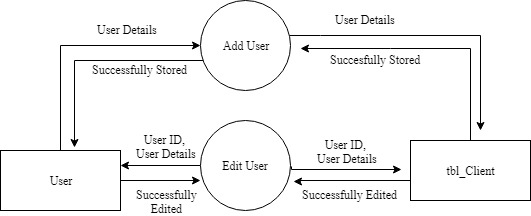 User Details
User Details
Add User
Successfully Stored
Successfully Stored
User ID,
User Details
User ID,
User Details
Edit User
User
tbl_Client
Successfully
Edited
Successfully Edited